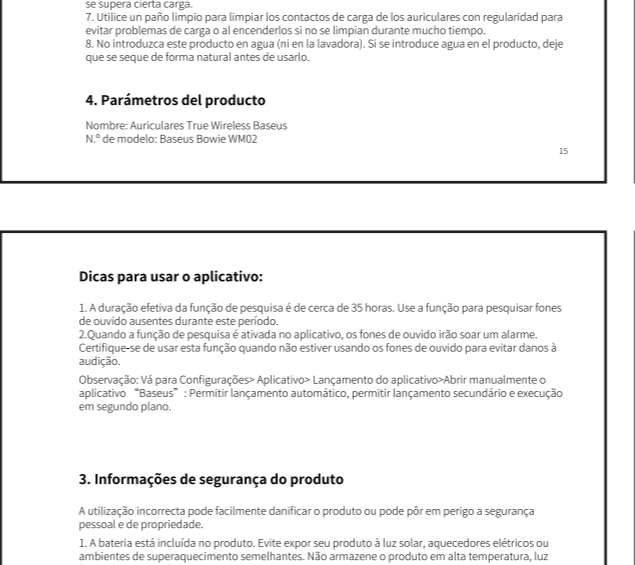 se supera cierta carga.
7. Utilice un paño limpio para limpiar los contactos de carga de los auriculares con regularidad para
evitar problemas de carga o al encenderlos si no se limpian durante mucho tiempo.
8. No introduzca este producto en agua (ni en la lavadora). Si se introduce agua en el producto, deje
que se seque de forma natural antes de usarlo.
4. Parámetros del producto
Nombre: Auriculares True Wireless Baseus
N.º de modelo: Baseus Bowie WM02
15
Dicas para usar o aplicativo:
1. A duração efetiva da função de pesquisa é de cerca de 35 horas. Use a função para pesquisar fones
de ouvido ausentes durante este período.
2.Quando a função de pesquisa é ativada no aplicativo, os fones de ouvido irão soar um alarme.
Certifique-se de usar esta função quando não estiver usando os fones de ouvido para evitar danos à
audição.
Observação: Vá para Configurações> Aplicativo> Lançamento do aplicativo>Abrir manualmente o
aplicativo “Baseus” : Permitir lançamento automático, permitir lançamento secundário e execução
em segundo plano.
3. Informações de segurança do produto
A utilização incorrecta pode facilmente danificar o produto ou pode pôr em perigo a segurança
pessoal e de propriedade.
1. A bateria está incluída no produto. Evite expor seu produto à luz solar, aquecedores elétricos ou
ambientes de superaquecimento semelhantes. Não armazene o produto em alta temperatura, luz